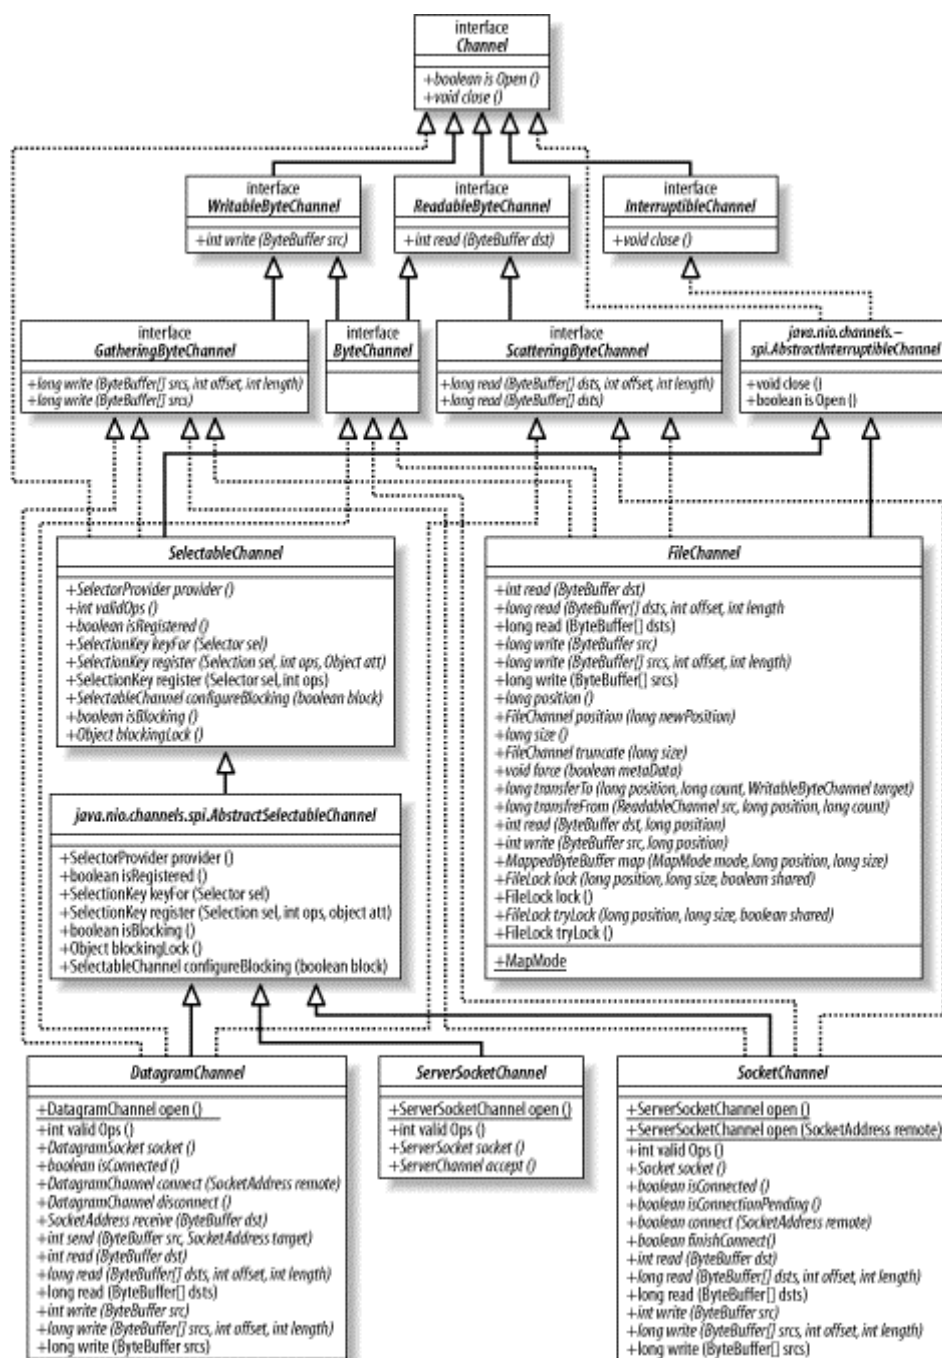 interface
Channel
+boolean is Open ()
+void close ()
interface
WritableByteChannel
+int write (ByteBuffer src)
interface
ReadableByteChannel
+int read (ByteBuffer dst)
interface
InterruptibleChannel
+void close ()
interface
GatheringByteChannel
+long write (ByteBuffer[] srcs, int offset, int length)
+long write (ByteBuffer[] srcs)
interface
ByteChannel
interface
ScatteringByteChannel
+long read (ByteBuffer[] dsts, int offset, int length)
+long read (ByteBuffer[] dsts)
java.nio.channels.–
spi.AbstractInterruptibleChannel
+void close ()
+boolean is Open ()
SelectableChannel
+SelectorProvider provider ()
+int validOps ()
+boolean isRegistered ()
+SelectionKey keyFor (Selector sel)
+SelectionKey register (Selection sel, int ops, Object att)
+SelectionKey register (Selector sel, int ops)
+SelectableChannel configureBlocking (boolean block)
+boolean isBlocking ()
+Object blockingLock ()
FileChannel
+int read (ByteBuffer dst)
+long read (ByteBuffer[] dsts, int offset, int length
+long read (ByteBuffer[] dsts)
+long write (ByteBuffer src)
+long write (ByteBuffer[] srcs, int offset, int length)
+long write (ByteBuffer[] srcs)
+long position ()
+FileChannel position (long newPosition)
+long size ()
+FileChannel truncate (long size)
+void force (boolean metaData)
+long transferTo (long position, long count, WritableByteChannel target)
+long transfreFrom (ReadableChannel src, long position, long count)
+int read (ByteBuffer dst, long position)
+int write (ByteBuffer src, long position)
+MappedByteBuffer map (MapMode mode, long position, long size)
+FileLock lock (long position, long size, boolean shared)
+FileLock lock ()
+FileLock tryLock (long position, long size, boolean shared)
+FileLock tryLock ()
+MapMode
java.nio.channels.spi.AbstractSelectableChannel
+SelectorProvider provider ()
+boolean isRegistered ()
+SelectionKey keyFor (Selector sel)
+SelectionKey register (Selection sel, int ops, object att)
+boolean isBlocking ()
+Object blockingLock ()
+SelectableChannel configureBlocking (boolean block)
DatagramChannel
+DatagramChannel open ()
+int valid Ops ()
+DatagramSocket socket ()
+boolean isConnected ()
+DatagramChannel connect (SocketAddress remote)
+DatagramChannel disconnect ()
+SocketAddress receive (ByteBuffer dst)
+int send (ByteBuffer src, SocketAddress target)
+int read (ByteBuffer dst)
+long read (ByteBuffer[] dsts, int offset, int length)
+long read (ByteBuffer[] dsts)
+int write (ByteBuffer src)
+long write (ByteBuffer[] srcs, int offset, int length)
+long write (ByteBuffer srcs)
ServerSocketChannel
+ServerSocketChannel open ()
+int valid Ops ()
+ServerSocket socket ()
+ServerChannel accept ()
SocketChannel
+ServerSocketChannel open ()
+ServerSocketChannel open (SocketAddress remote)
+int valid Ops ()
+Socket socket ()
+boolean isConnected ()
+boolean isConnectionPending ()
+boolean connect (SocketAddress remote)
+boolean finishConnect()
+int read (ByteBuffer dst)
+long read (ByteBuffer[] dsts, int offset, int length)
+long read (ByteBuffer[] dsts)
+int write (ByteBuffer src)
+long write (ByteBuffer[] srcs, int offset, int length)
+long write (ByteBuffer[] srcs)